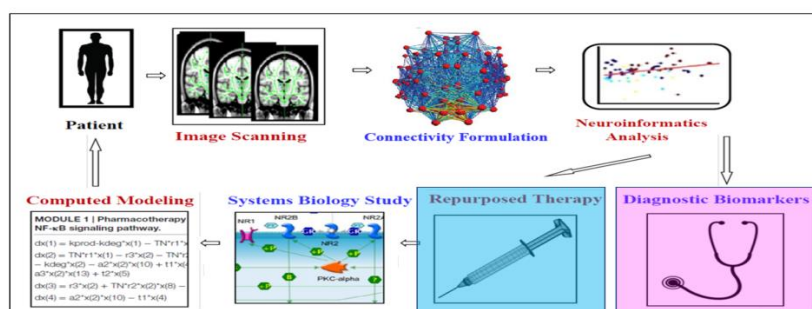 Patient
Image Scanning
Connectivity Formulation
Neuroinformatics
Analysis
Computed Modeling
Systems Biology Study
Repurposed Therapy
Diagnostic Biomarkers
MODULE 1 | Pharmacotherapy
NF-κB signaling pathway.
dx(1) = kprod-kdeg*x(1) − TN*r1*x
dx(2) = TN*r1*x(1) − r3*x(2) − TN*r
− kdeg*x(2) − a2*x(2)*x(10) + t1*x(4)
a3*x(2)*x(13) + t2*x(5)
dx(3) = r3*x(2) + TN*r2*x(2)*x(8) −
dx(4) = a2*x(2)*x(10) − t1*x(4)
NR1
NR2B
NR2A
NR2
PKC-alpha